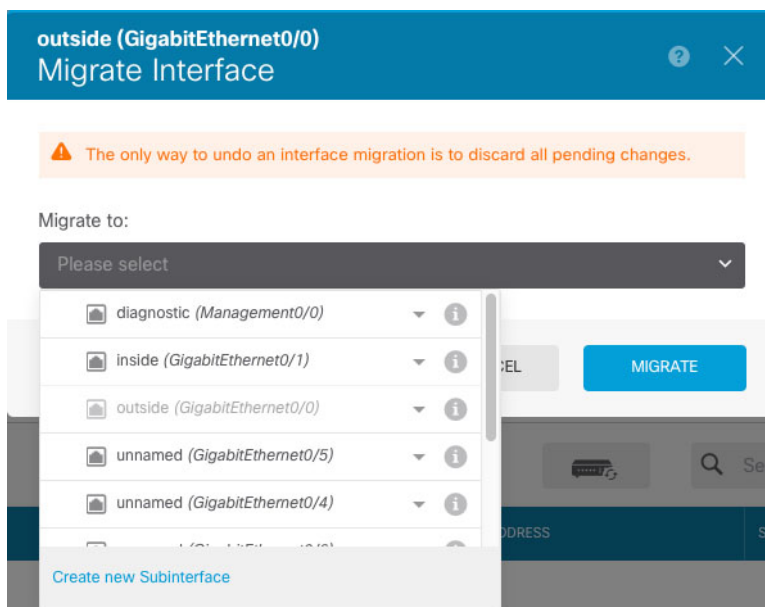 outside (GigabitEthernet0/0)
Migrate Interface
The only way to undo an interface migration is to discard all pending changes.
Migrate to:
Please select
diagnostic (Management0/0)
inside (GigabitEthernet0/1)
MIGRATE
outside (GigabitEthernet0/0)
unnamed (GigabitEthernet0/5)
unnamed (GigabitEthernet0/4)
Create new Subinterface